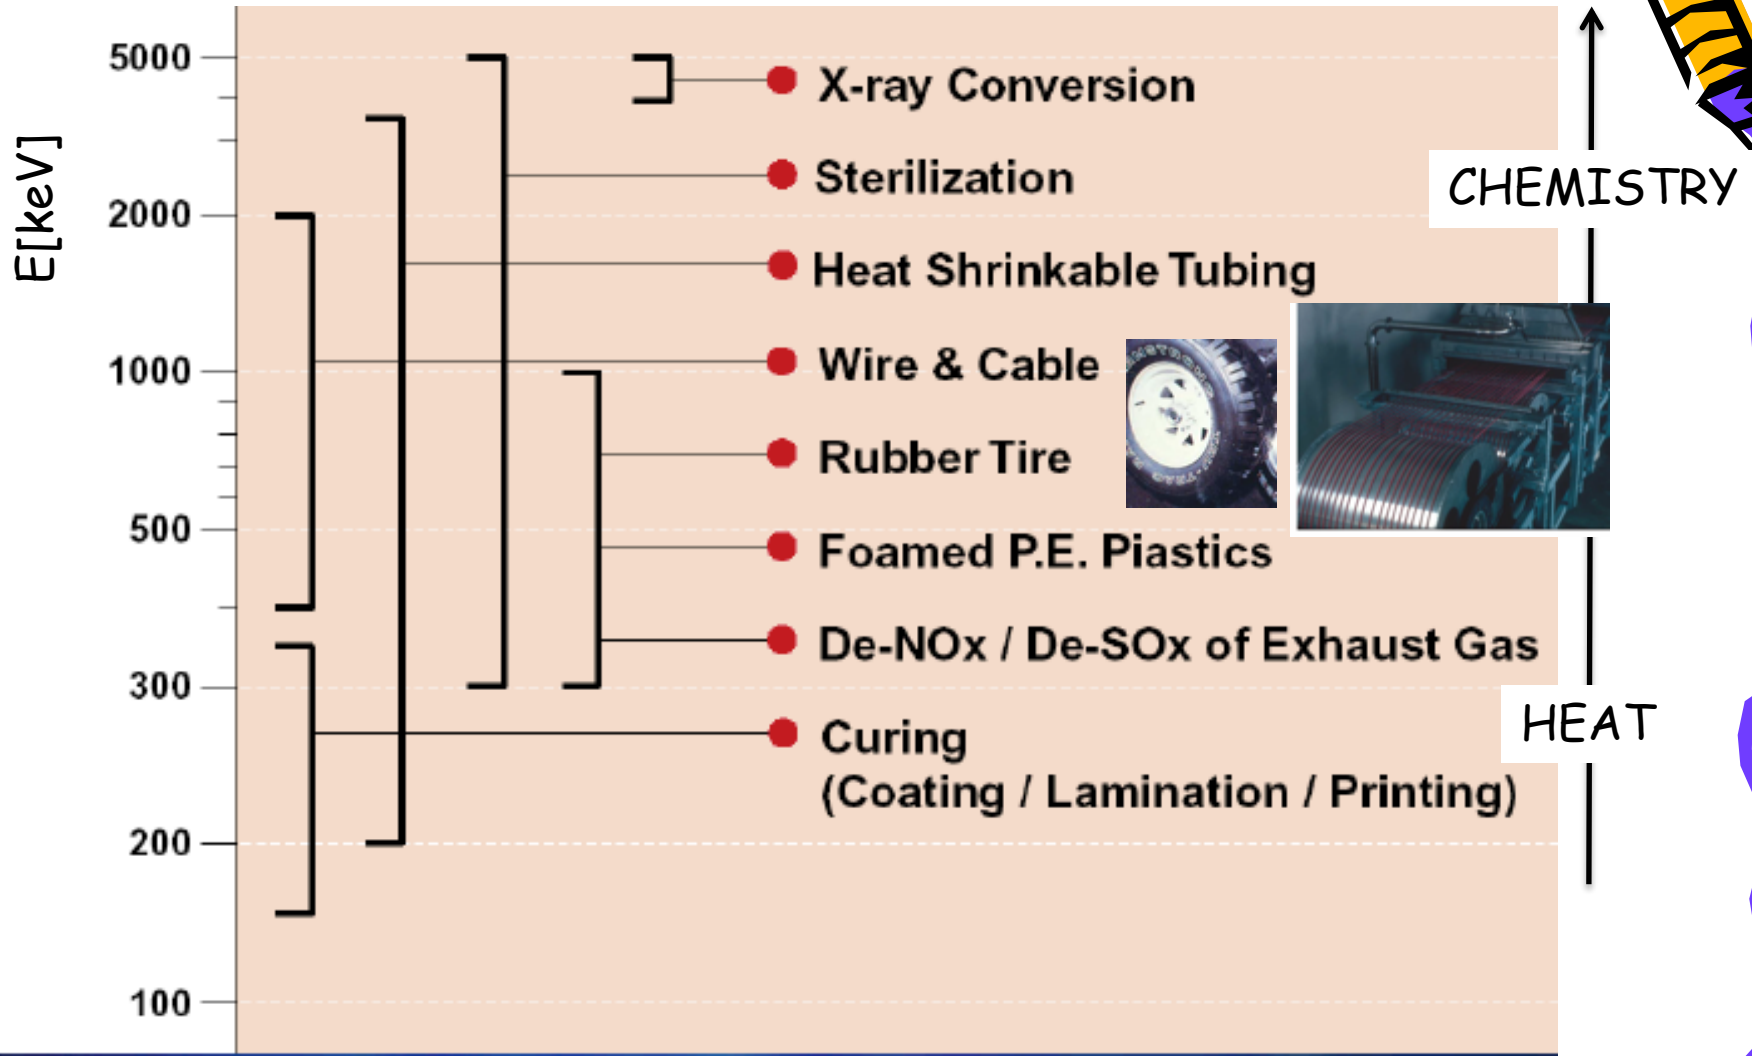 5000
X-ray Conversion
Sterilization
CHEMISTRY
E[keV]
2000
Heat Shrinkable Tubing
1000
Wire & Cable
Rubber Tire
500
Foamed P.E. Piastics
De-NOx / De-SOx of Exhaust Gas
300
HEAT
Curing
(Coating / Lamination / Printing)
200
100